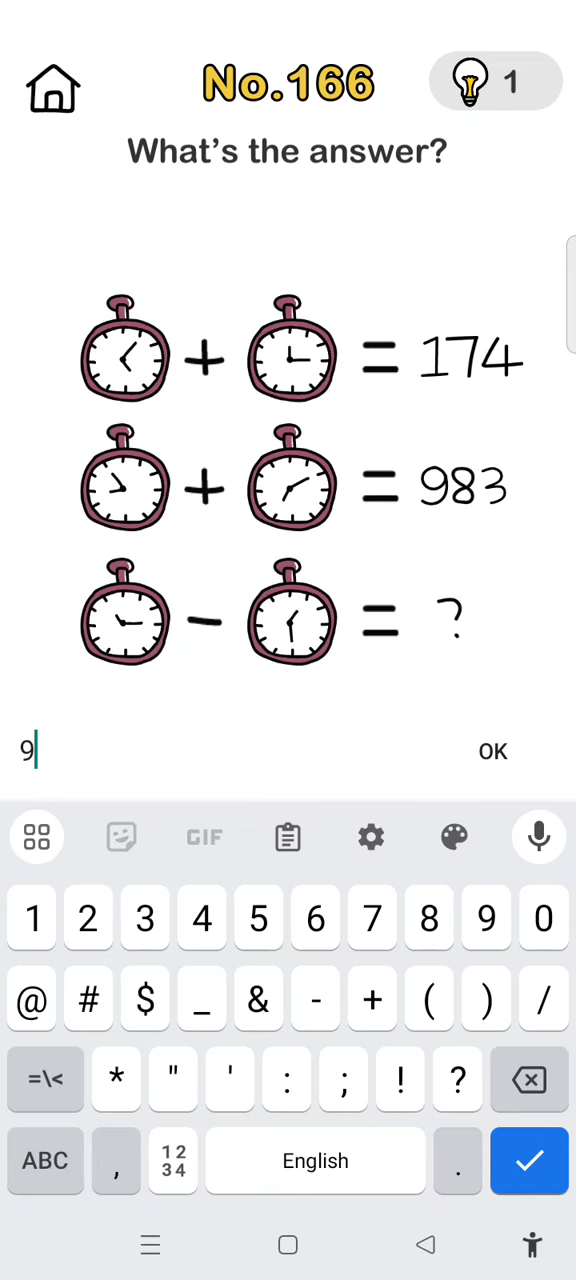 No.166
1
What's the answer?
+ = 174
+ = 983
- = ?
9
OK
GIF
1 2 3 4 5 6 7 8 9 0
@ # $ _ & - + ( ) /
=\< * " ' : ; ! ?
ABC , 12 34 English .